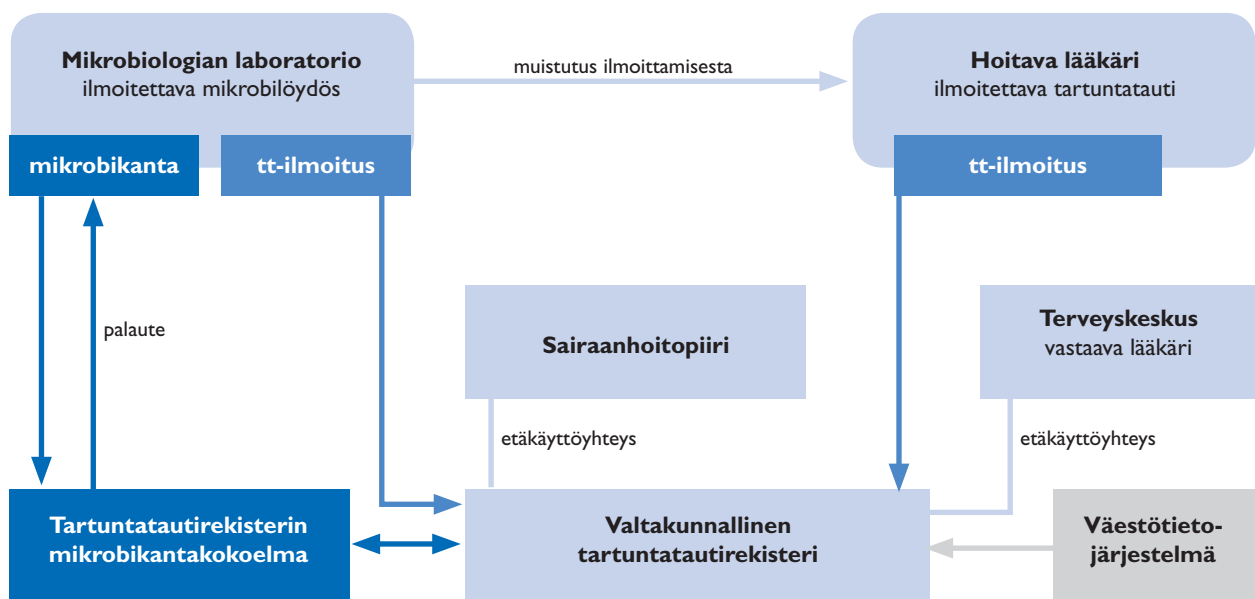 Mikrobiologian laboratorio
ilmoitettava mikrobilöydös
muistutus ilmoittamisesta
Hoitava lääkäri
ilmoitettava tartuntatauti
mikrobikanta
tt-ilmoitus
tt-ilmoitus
palaute
Sairaanhoitopiiri
Terveyskeskus
vastaava lääkäri
etäkäyttöyhteys
etäkäyttöyhteys
Tartuntatautirekisterin
mikrobikantakokoelma
Valtakunnallinen
tartuntatautirekisteri
Väestötieto-
järjestelmä